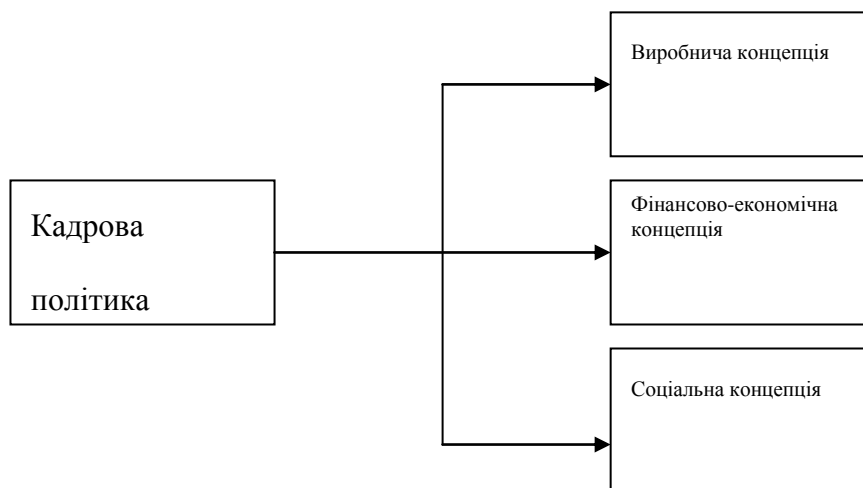 Виробнича концепція
Кадрова
політика
Фінансово-економічна
концепція
Соціальна концепція